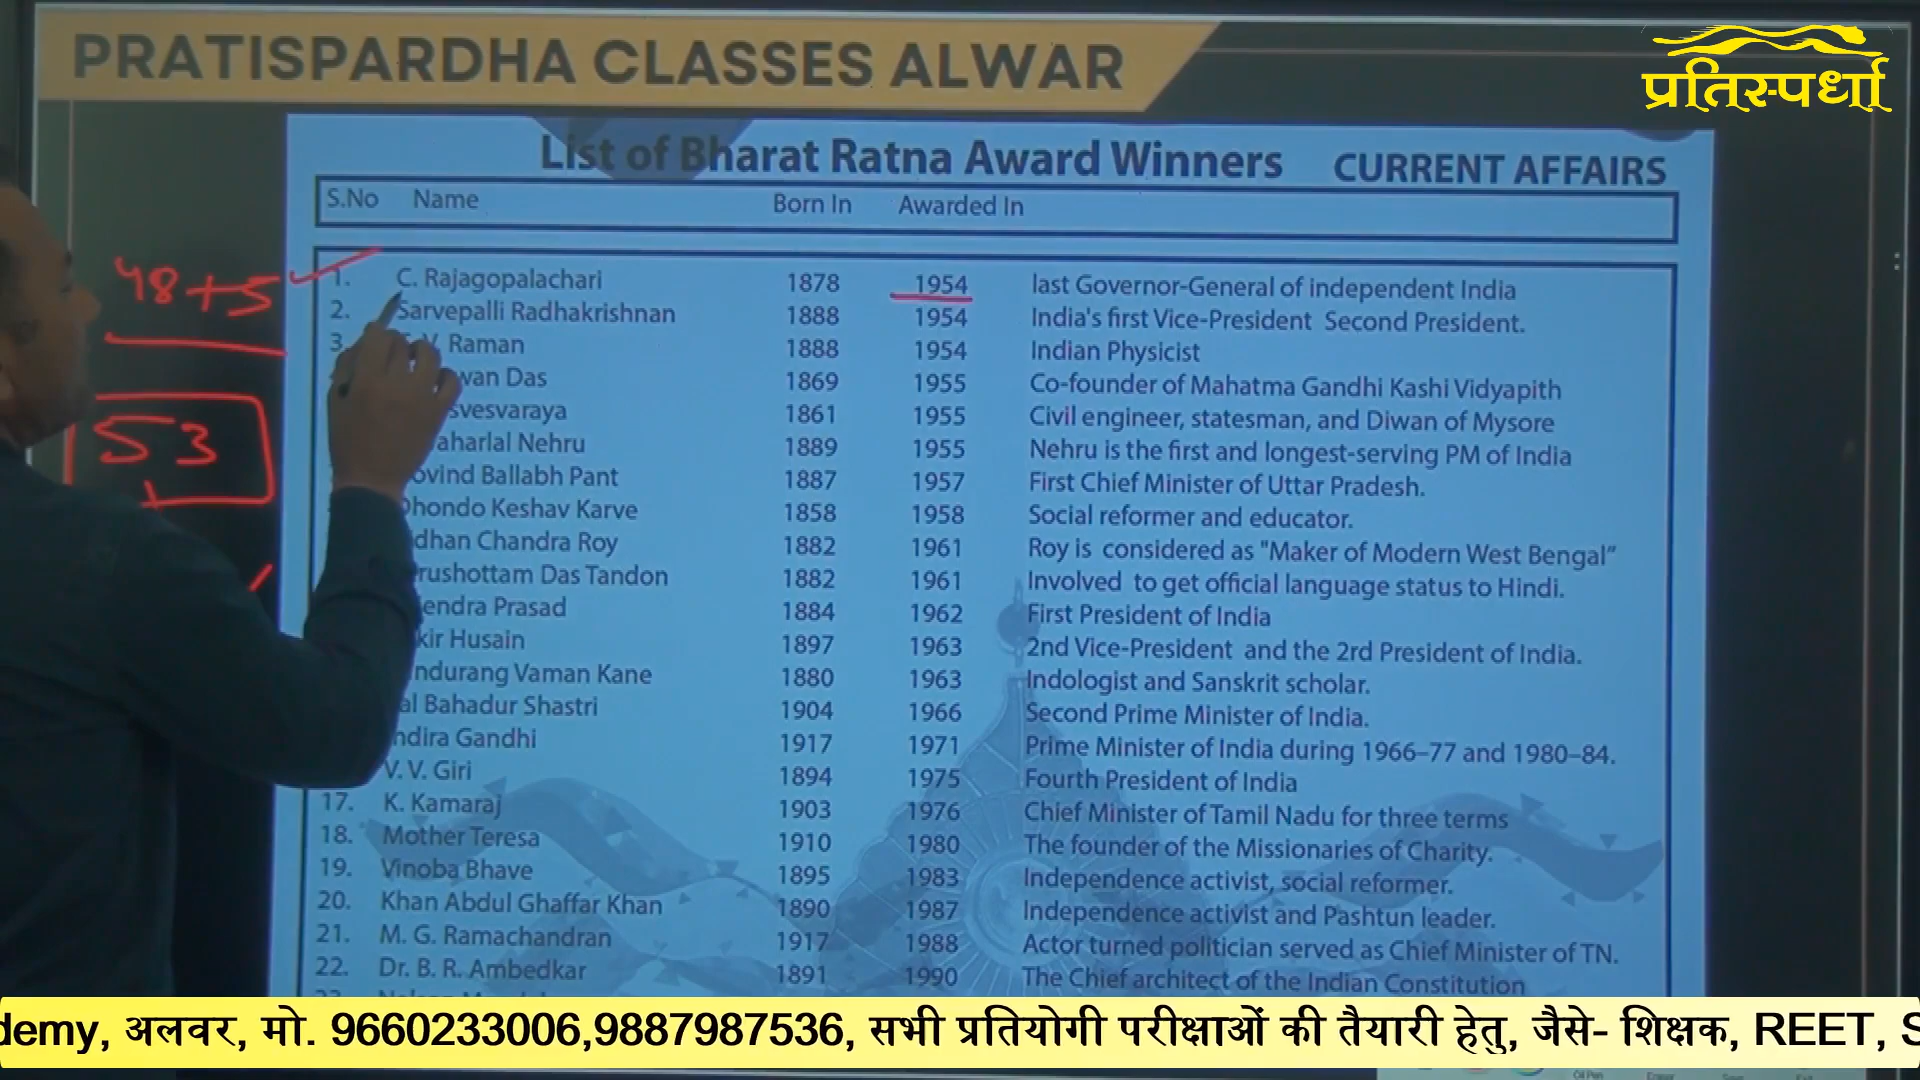 PRATISPARDHA CLASSES ALWAR
प्रतिस्पर्धा
List of Bharat Ratna Award Winners CURRENT AFFAIRS
S.No Name Born In Awarded In
48+5
53
1. C. Rajagopalachari 1878 1954 last Governor-General of independent India
2. Sarvepalli Radhakrishnan 1888 1954 India's first Vice-President Second President.
3. V. Raman 1888 1954 Indian Physicist
wan Das 1869 1955 Co-founder of Mahatma Gandhi Kashi Vidyapith
svesvaraya 1861 1955 Civil engineer, statesman, and Diwan of Mysore
aharlal Nehru 1889 1955 Nehru is the first and longest-serving PM of India
ovind Ballabh Pant 1887 1957 First Chief Minister of Uttar Pradesh.
Dhondo Keshav Karve 1858 1958 Social reformer and educator.
dhan Chandra Roy 1882 1961 Roy is considered as "Maker of Modern West Bengal”
rushottam Das Tandon 1882 1961 Involved to get official language status to Hindi.
endra Prasad 1884 1962 First President of India
kir Husain 1897 1963 2nd Vice-President and the 2rd President of India.
ndurang Vaman Kane 1880 1963 Indologist and Sanskrit scholar.
al Bahadur Shastri 1904 1966 Second Prime Minister of India.
ndira Gandhi 1917 1971 Prime Minister of India during 1966–77 and 1980–84.
V. V. Giri 1894 1975 Fourth President of India
17. K. Kamaraj 1903 1976 Chief Minister of Tamil Nadu for three terms
18. Mother Teresa 1910 1980 The founder of the Missionaries of Charity.
19. Vinoba Bhave 1895 1983 Independence activist, social reformer.
20. Khan Abdul Ghaffar Khan 1890 1987 Independence activist and Pashtun leader.
21. M. G. Ramachandran 1917 1988 Actor turned politician served as Chief Minister of TN.
22. Dr. B. R. Ambedkar 1891 1990 The Chief architect of the Indian Constitution
demy, अलवर, मो. 9660233006,9887987536, सभी प्रतियोगी परीक्षाओं की तैयारी हेतु, जैसे- शिक्षक, REET, S